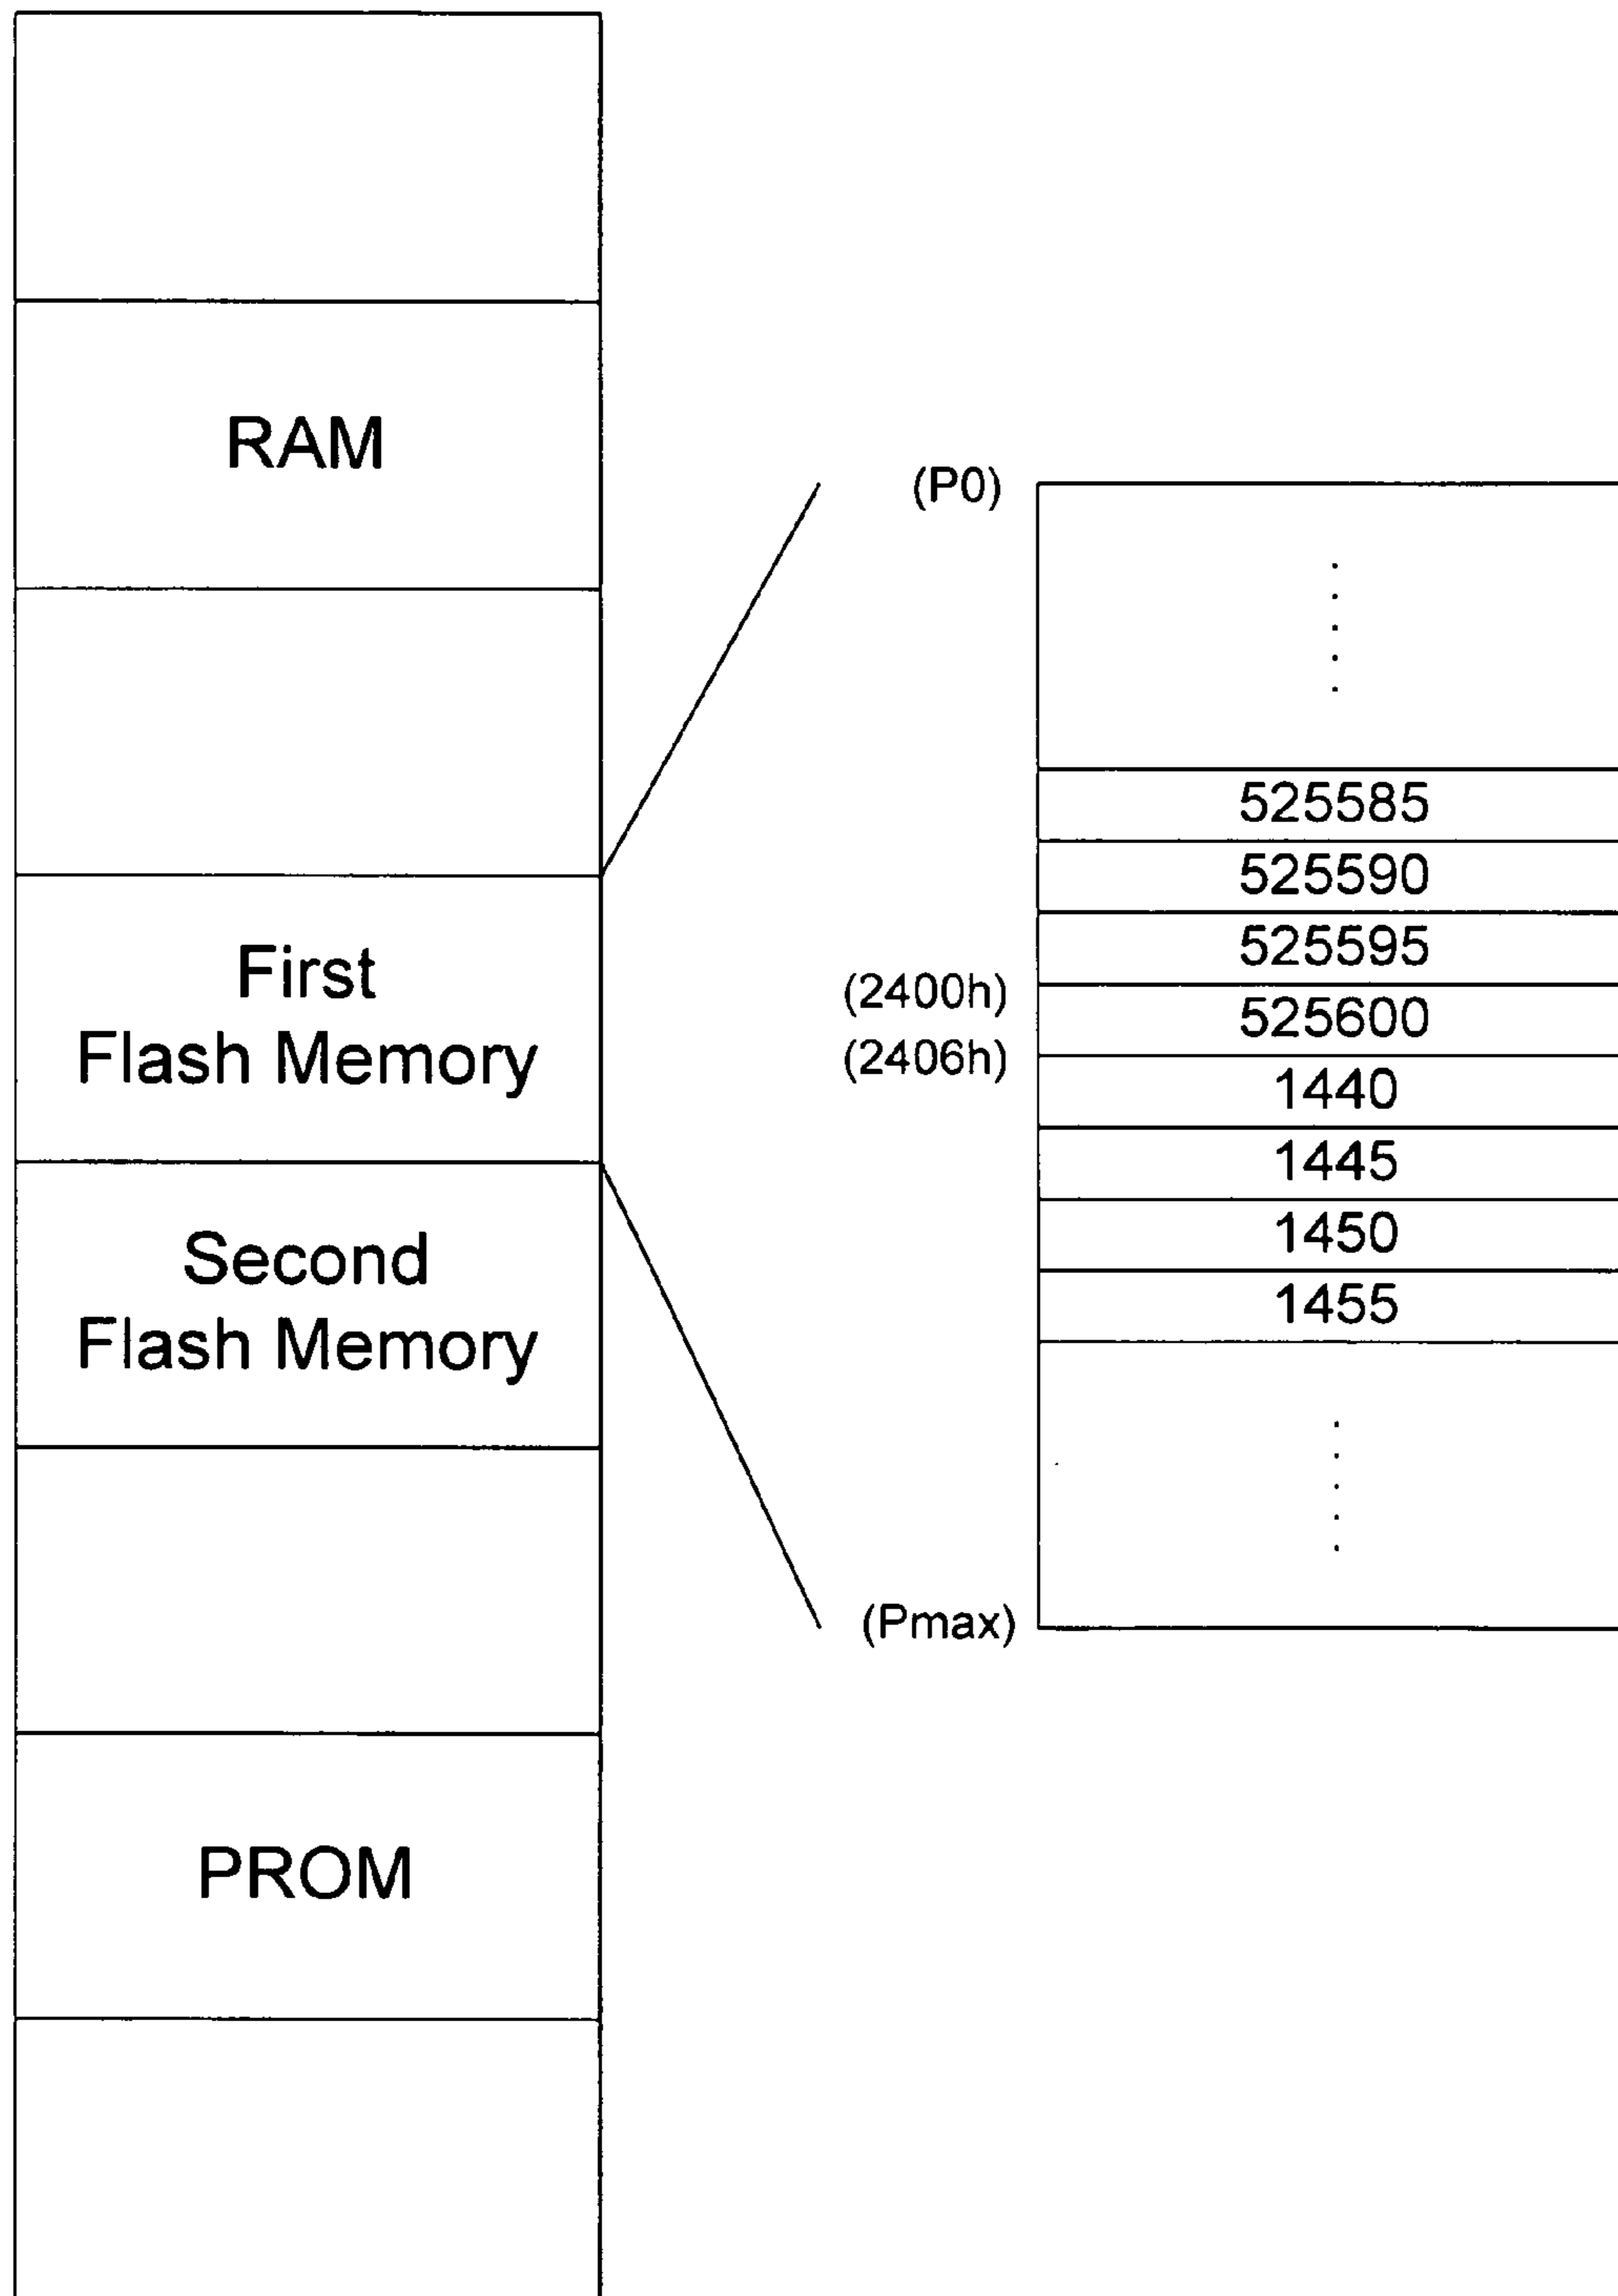 RAM
First
Flash Memory
Second
Flash Memory
PROM
(P0)
525585
525590
525595
(2400h)
525600
(2406h)
1440
1445
1450
1455
(Pmax)